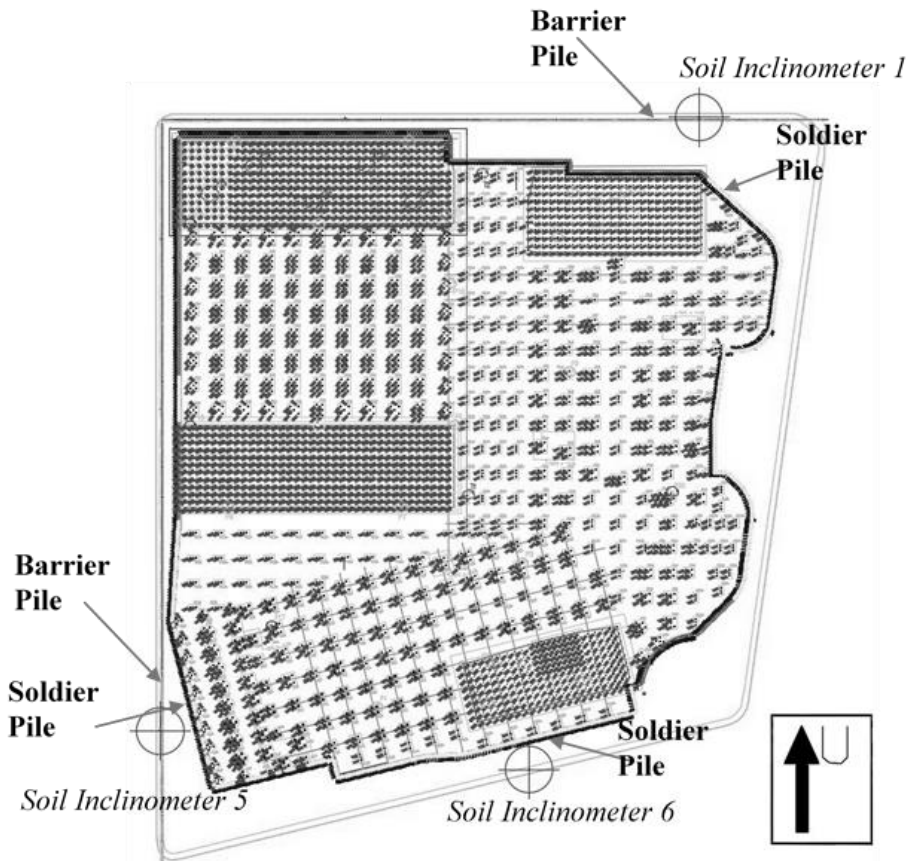 Barrier
Pile
Soil Inclinometer 1
Soldier
Pile
Barrier
Pile
Soldier
Pile
Soil Inclinometer 5
Soldier
Pile
Soil Inclinometer 6